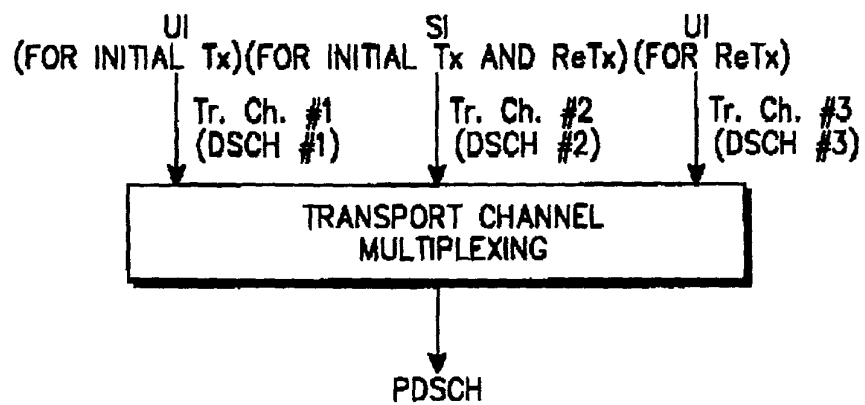 UI SI UI
(FOR INITIAL Tx)(FOR INITIAL Tx AND ReTx)(FOR ReTx)
Tr. Ch. #1 Tr. Ch. #2 Tr. Ch. #3
(DSCH #1) (DSCH #2) (DSCH #3)
TRANSPORT CHANNEL
MULTIPLEXING
PDSCH